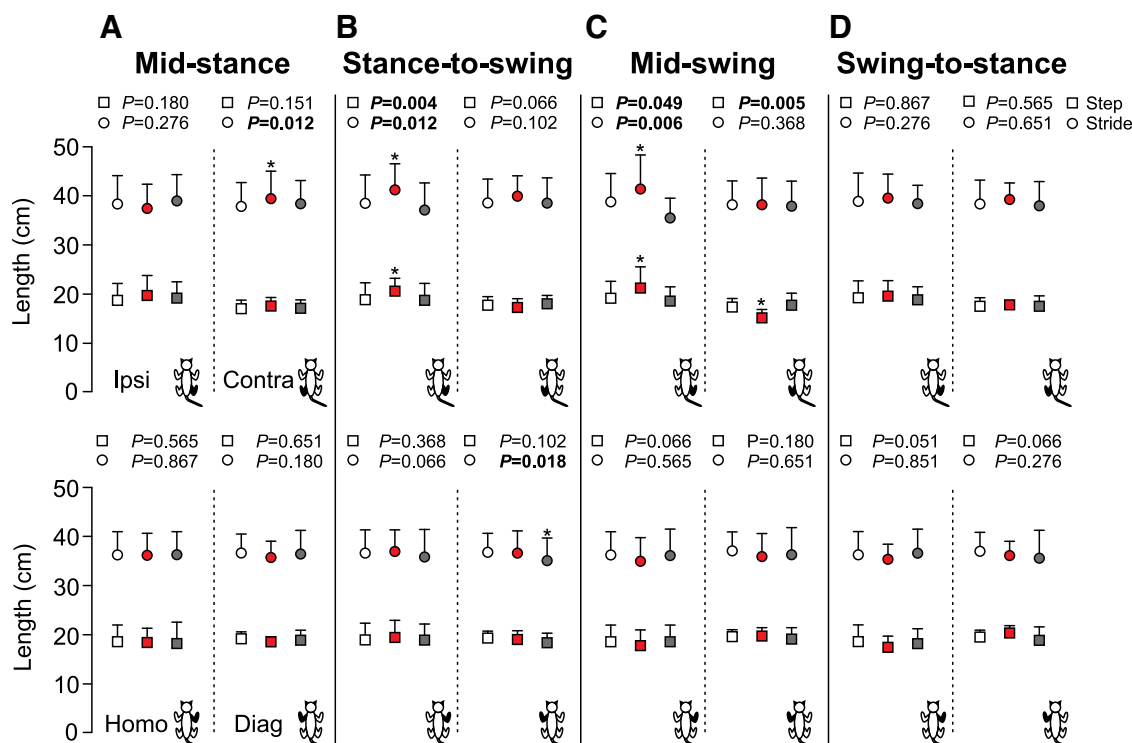 A B C D
Mid-stance Stance-to-swing Mid-swing Swing-to-stance
P=0.180 P=0.151 P=0.004 P=0.066 P=0.049 P=0.005 P=0.867 P=0.565 Step
P=0.276 P=0.012 P=0.012 P=0.102 P=0.006 P=0.368 P=0.276 P=0.651 Stride
50
* * *
40
Length (cm)
30
* *
20
*
10
Ipsi Contra
0
P=0.565 P=0.651 P=0.368 P=0.102 P=0.066 P=0.180 P=0.051 P=0.066
P=0.867 P=0.180 P=0.066 P=0.018 P=0.565 P=0.651 P=0.851 P=0.276
50
*
40
Length (cm)
30
20
10
Homo Diag
0